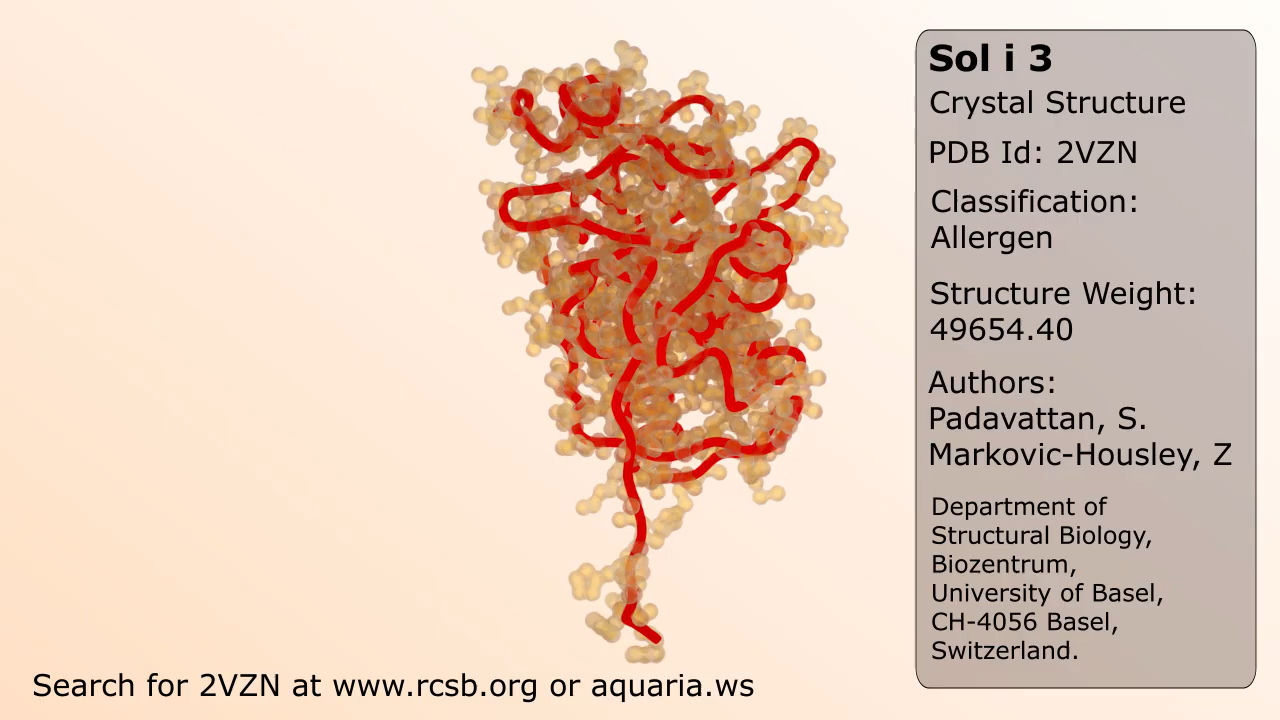 Sol i 3
Crystal Structure
PDB Id: 2VZN
Classification:
Allergen
Structure Weight:
49654.40
Authors:
Padavattan, S.
Markovic-Housley, Z
Department of
Structural Biology,
Biozentrum,
University of Basel,
CH-4056 Basel,
Switzerland.
Search for 2VZN at www.rcsb.org or aquaria.ws